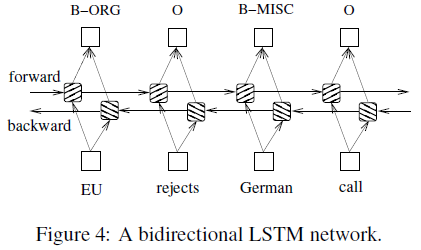 B-ORG O B-MISC O
forward
backward
EU rejects German call
Figure 4: A bidirectional LSTM network.